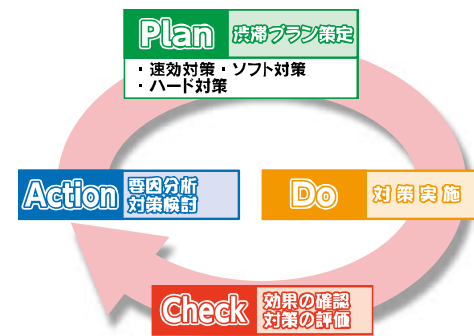 Plan 渋滞プラン策定
・速効対策・ソフト対策
・ハード対策
Action 要因分析
対策検討
Do 対策実施
Check 効果の確認
対策の評価